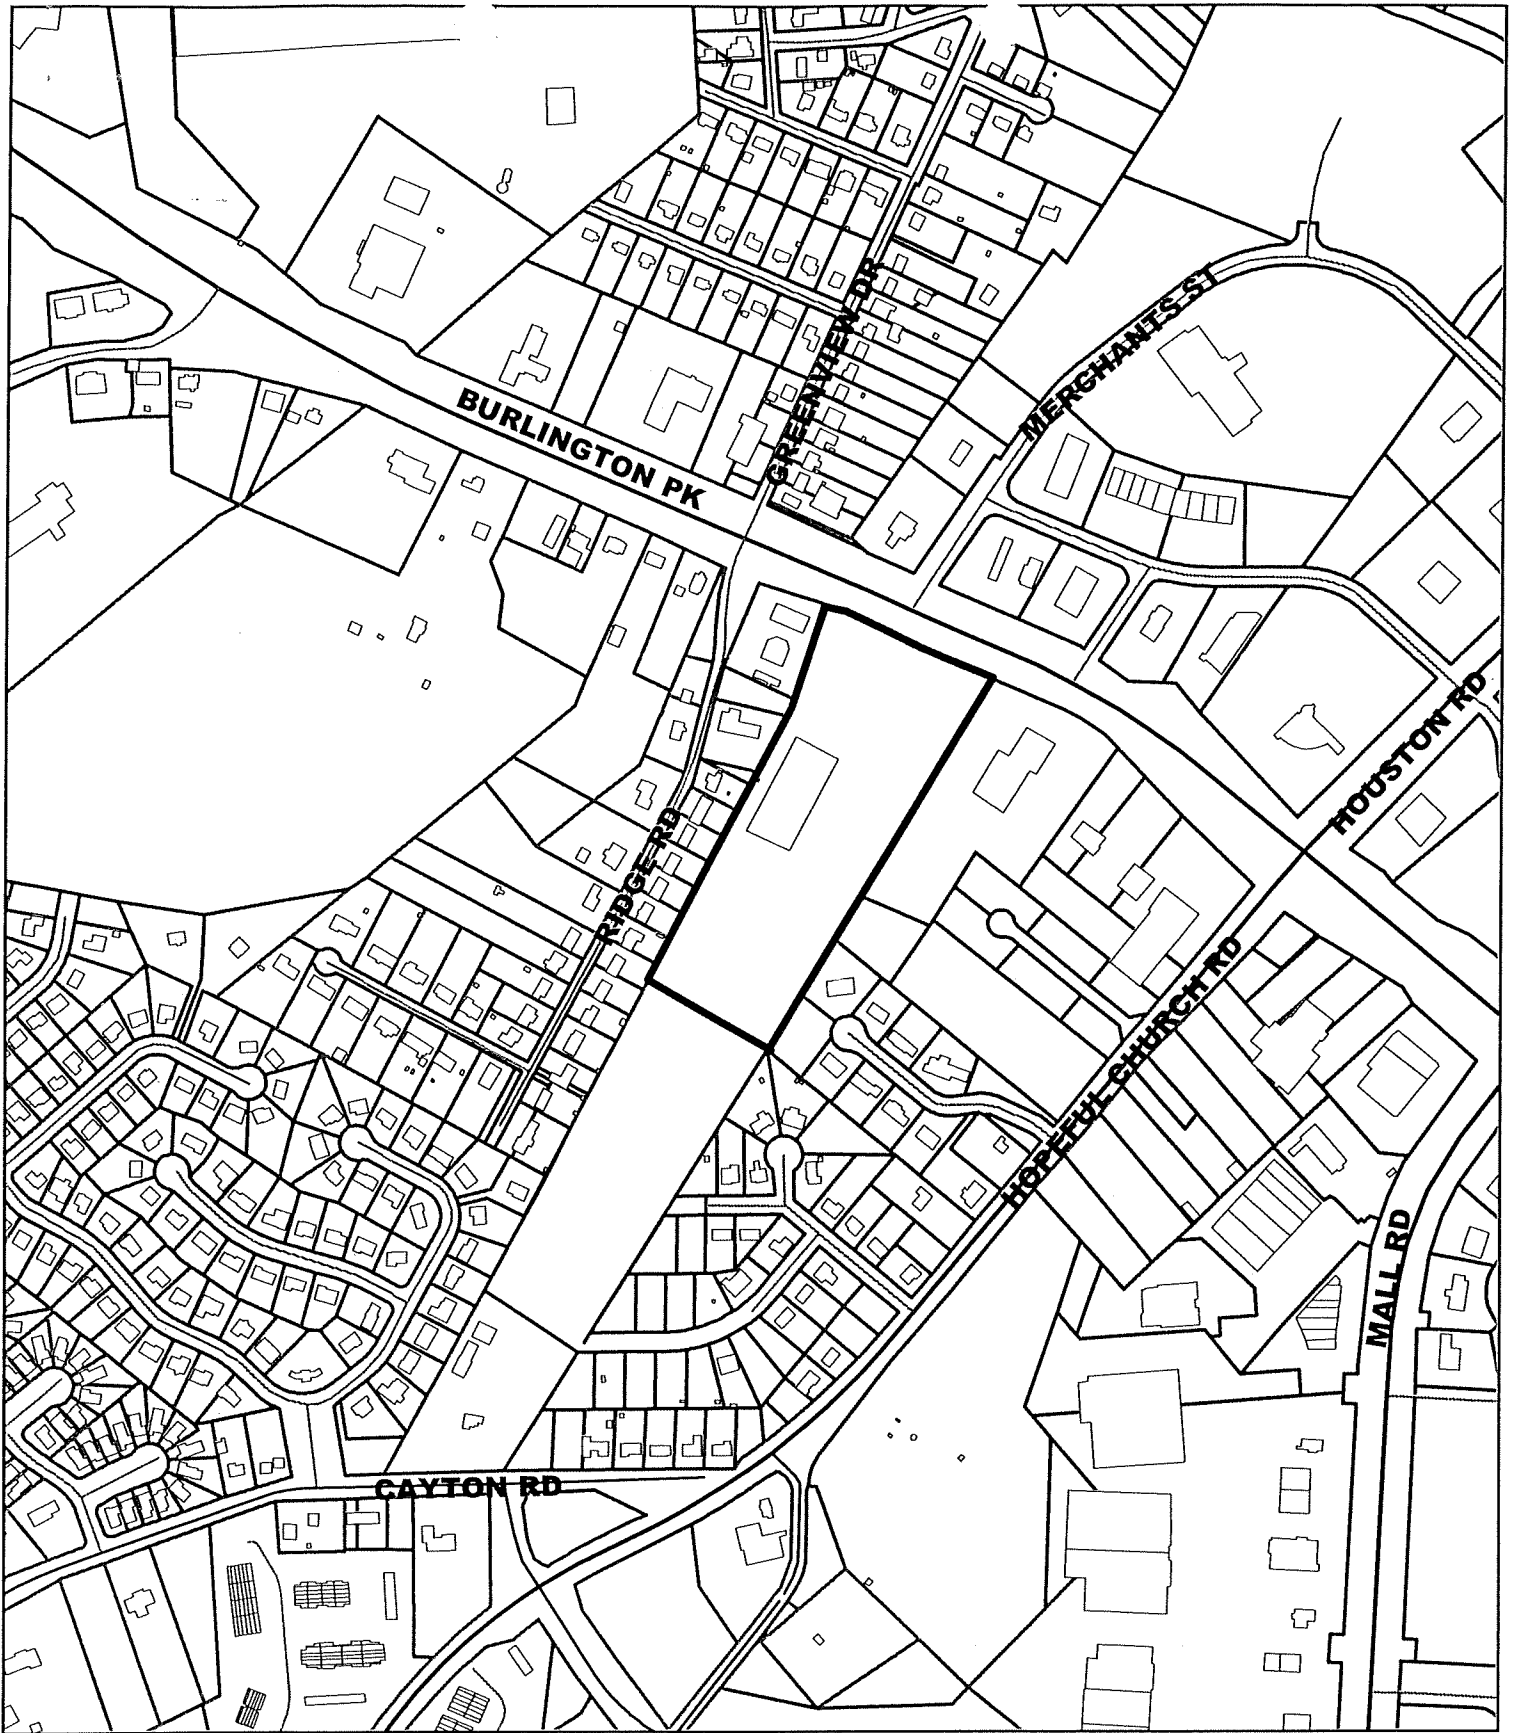 MERCHANTS ST
GREENVIEW DR
BURLINGTON PK
HOUSTON RD
RIDGE RD
HOPEFUL CHURCH RD
MALL RD
CAYTON RD